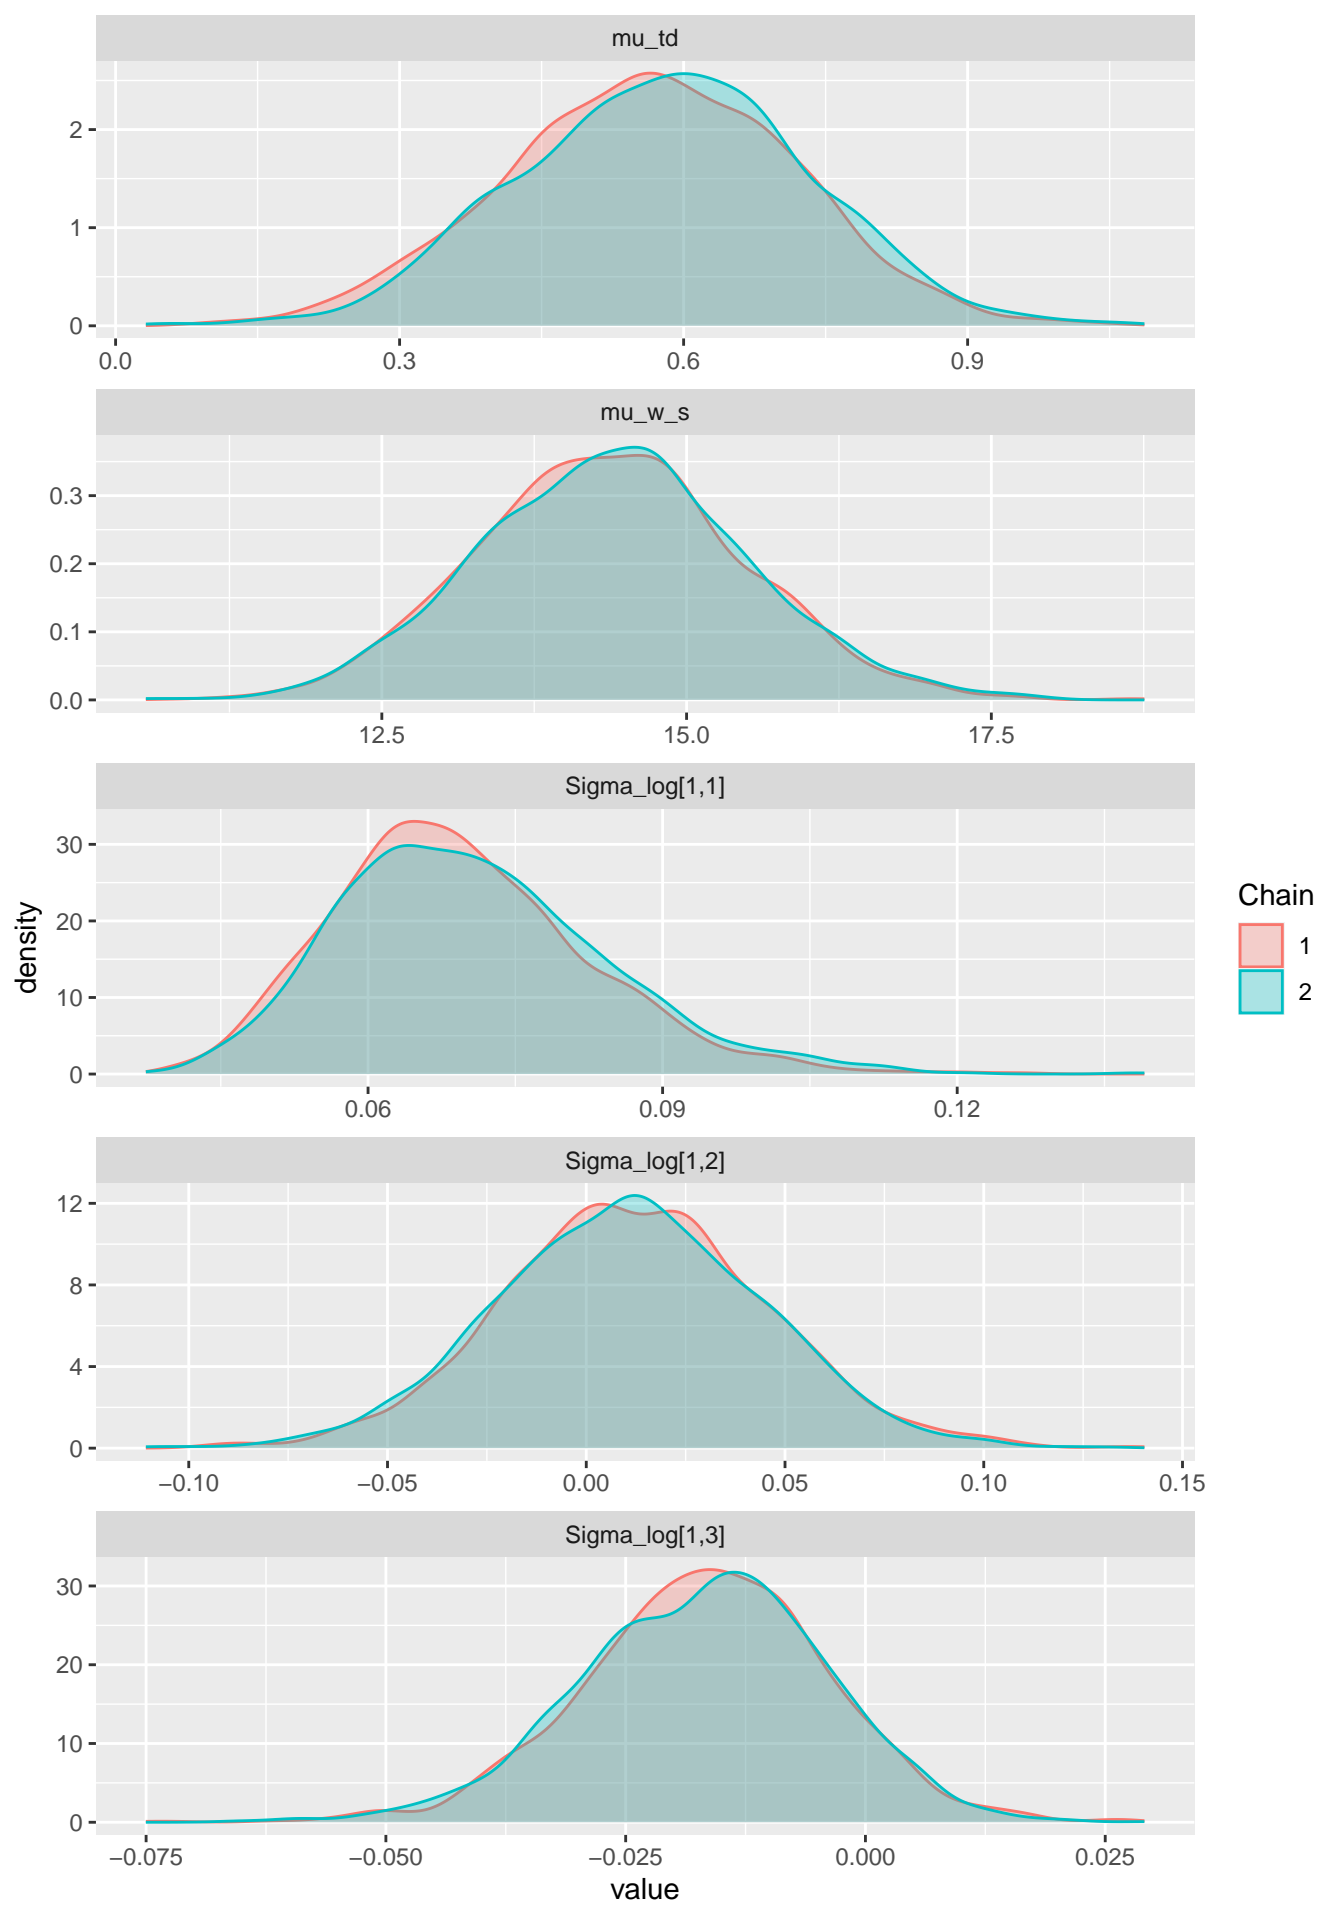 mu_td
2
1
0
0.0 0.3 0.6 0.9
mu_w_s
0.3
0.2
0.1
0.0
12.5 15.0 17.5
Sigma_log[1,1]
30
20
10
0
0.06 0.09 0.12
Sigma_log[1,2]
12
8
4
0
−0.10 −0.05 0.00 0.05 0.10 0.15
Sigma_log[1,3]
30
20
10
0
−0.075 −0.050 −0.025 0.000 0.025
value
density
Chain
1
2